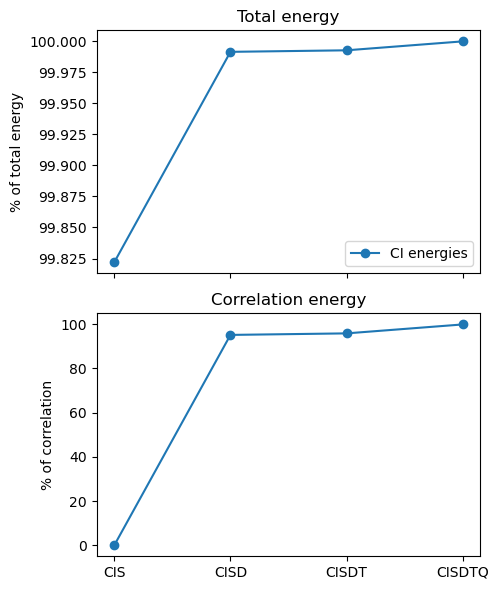 Total energy
% of total energy
100.000
99.975
99.950
99.925
99.900
99.875
99.850
99.825
CI energies
Correlation energy
% of correlation
100
80
60
40
20
0
CIS CISD CISDT CISDTQ